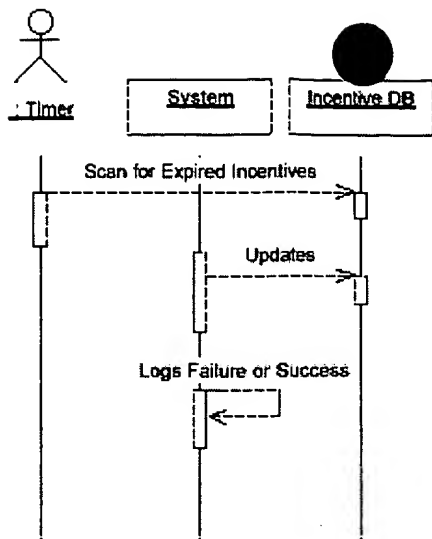 : Timer
System
Incentive DB
Scan for Expired Incentives
Updates
Logs Failure or Success